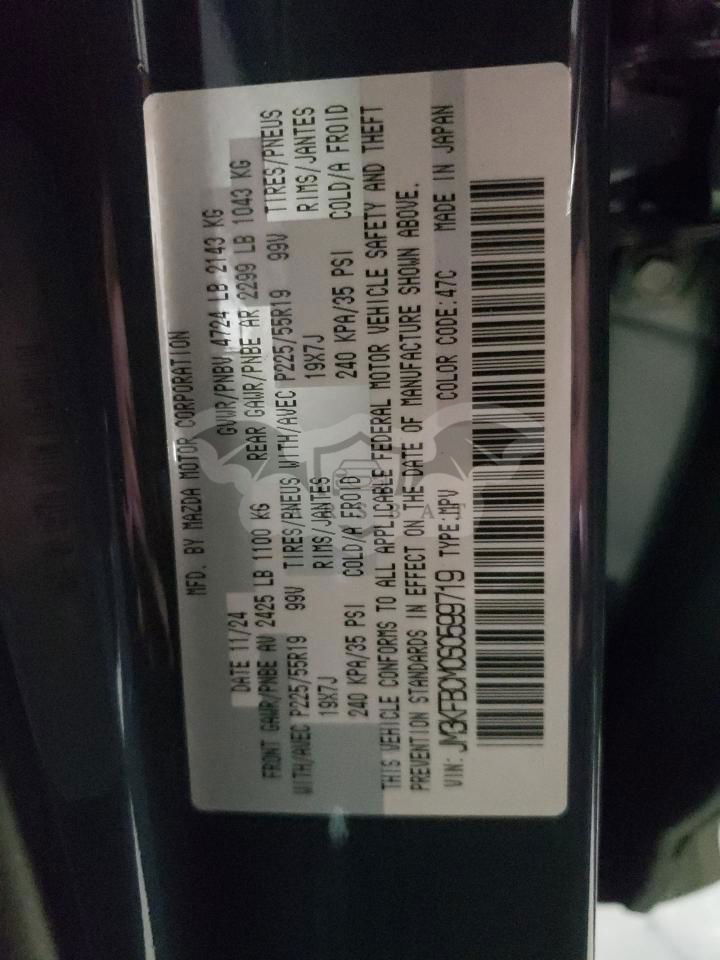 MFD. BY MAZDA MOTOR CORPORATION
DATE 11/24 GVWR/PNBV 4724 LB 2143 KG
FRONT GAWR/PNBE AV 2425 LB 1100 KG REAR GAWR/PNBE AR 2299 LB 1043 KG
WITH/AVEC P225/55R19 99V TIRES/PNEUS WITH/AVEC P225/55R19 99V TIRES/PNEUS
19X7J RIMS/JANTES 19X7J RIMS/JANTES
240 KPA/35 PSI COLD/A FROID 240 KPA/35 PSI COLD/A FROID
THIS VEHICLE CONFORMS TO ALL APPLICABLE FEDERAL MOTOR VEHICLE SAFETY AND THEFT
PREVENTION STANDARDS IN EFFECT ON THE DATE OF MANUFACTURE SHOWN ABOVE.
VIN: JM3KFBCM0S0599719 TYPE:MPV COLOR CODE:47C MADE IN JAPAN